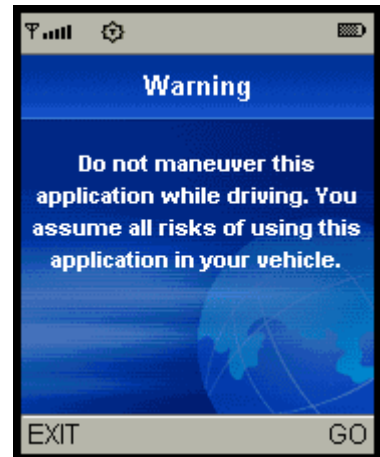 Warning
Do not maneuver this
application while driving. You
assume all risks of using this
application in your vehicle.
EXIT
GO